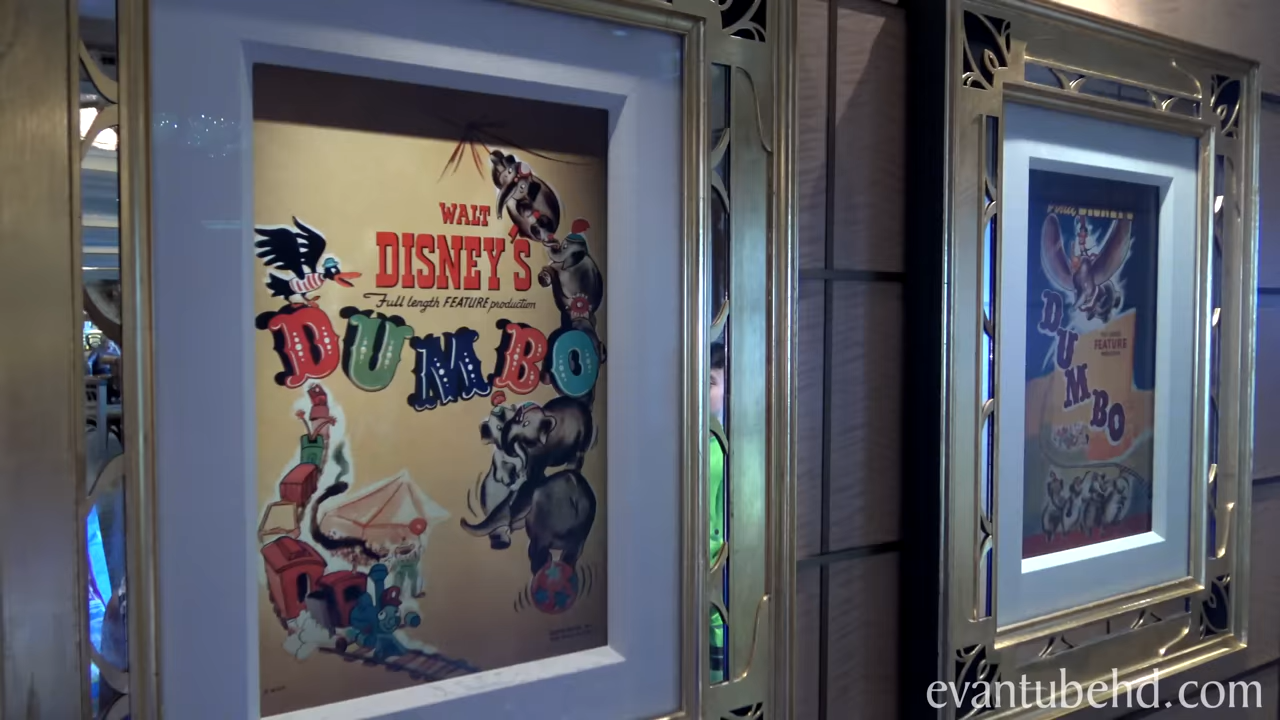 WALT
DISNEY'S
Full length FEATURE production
DUMBO
DUMBO
FEATURE
evantubehd.com